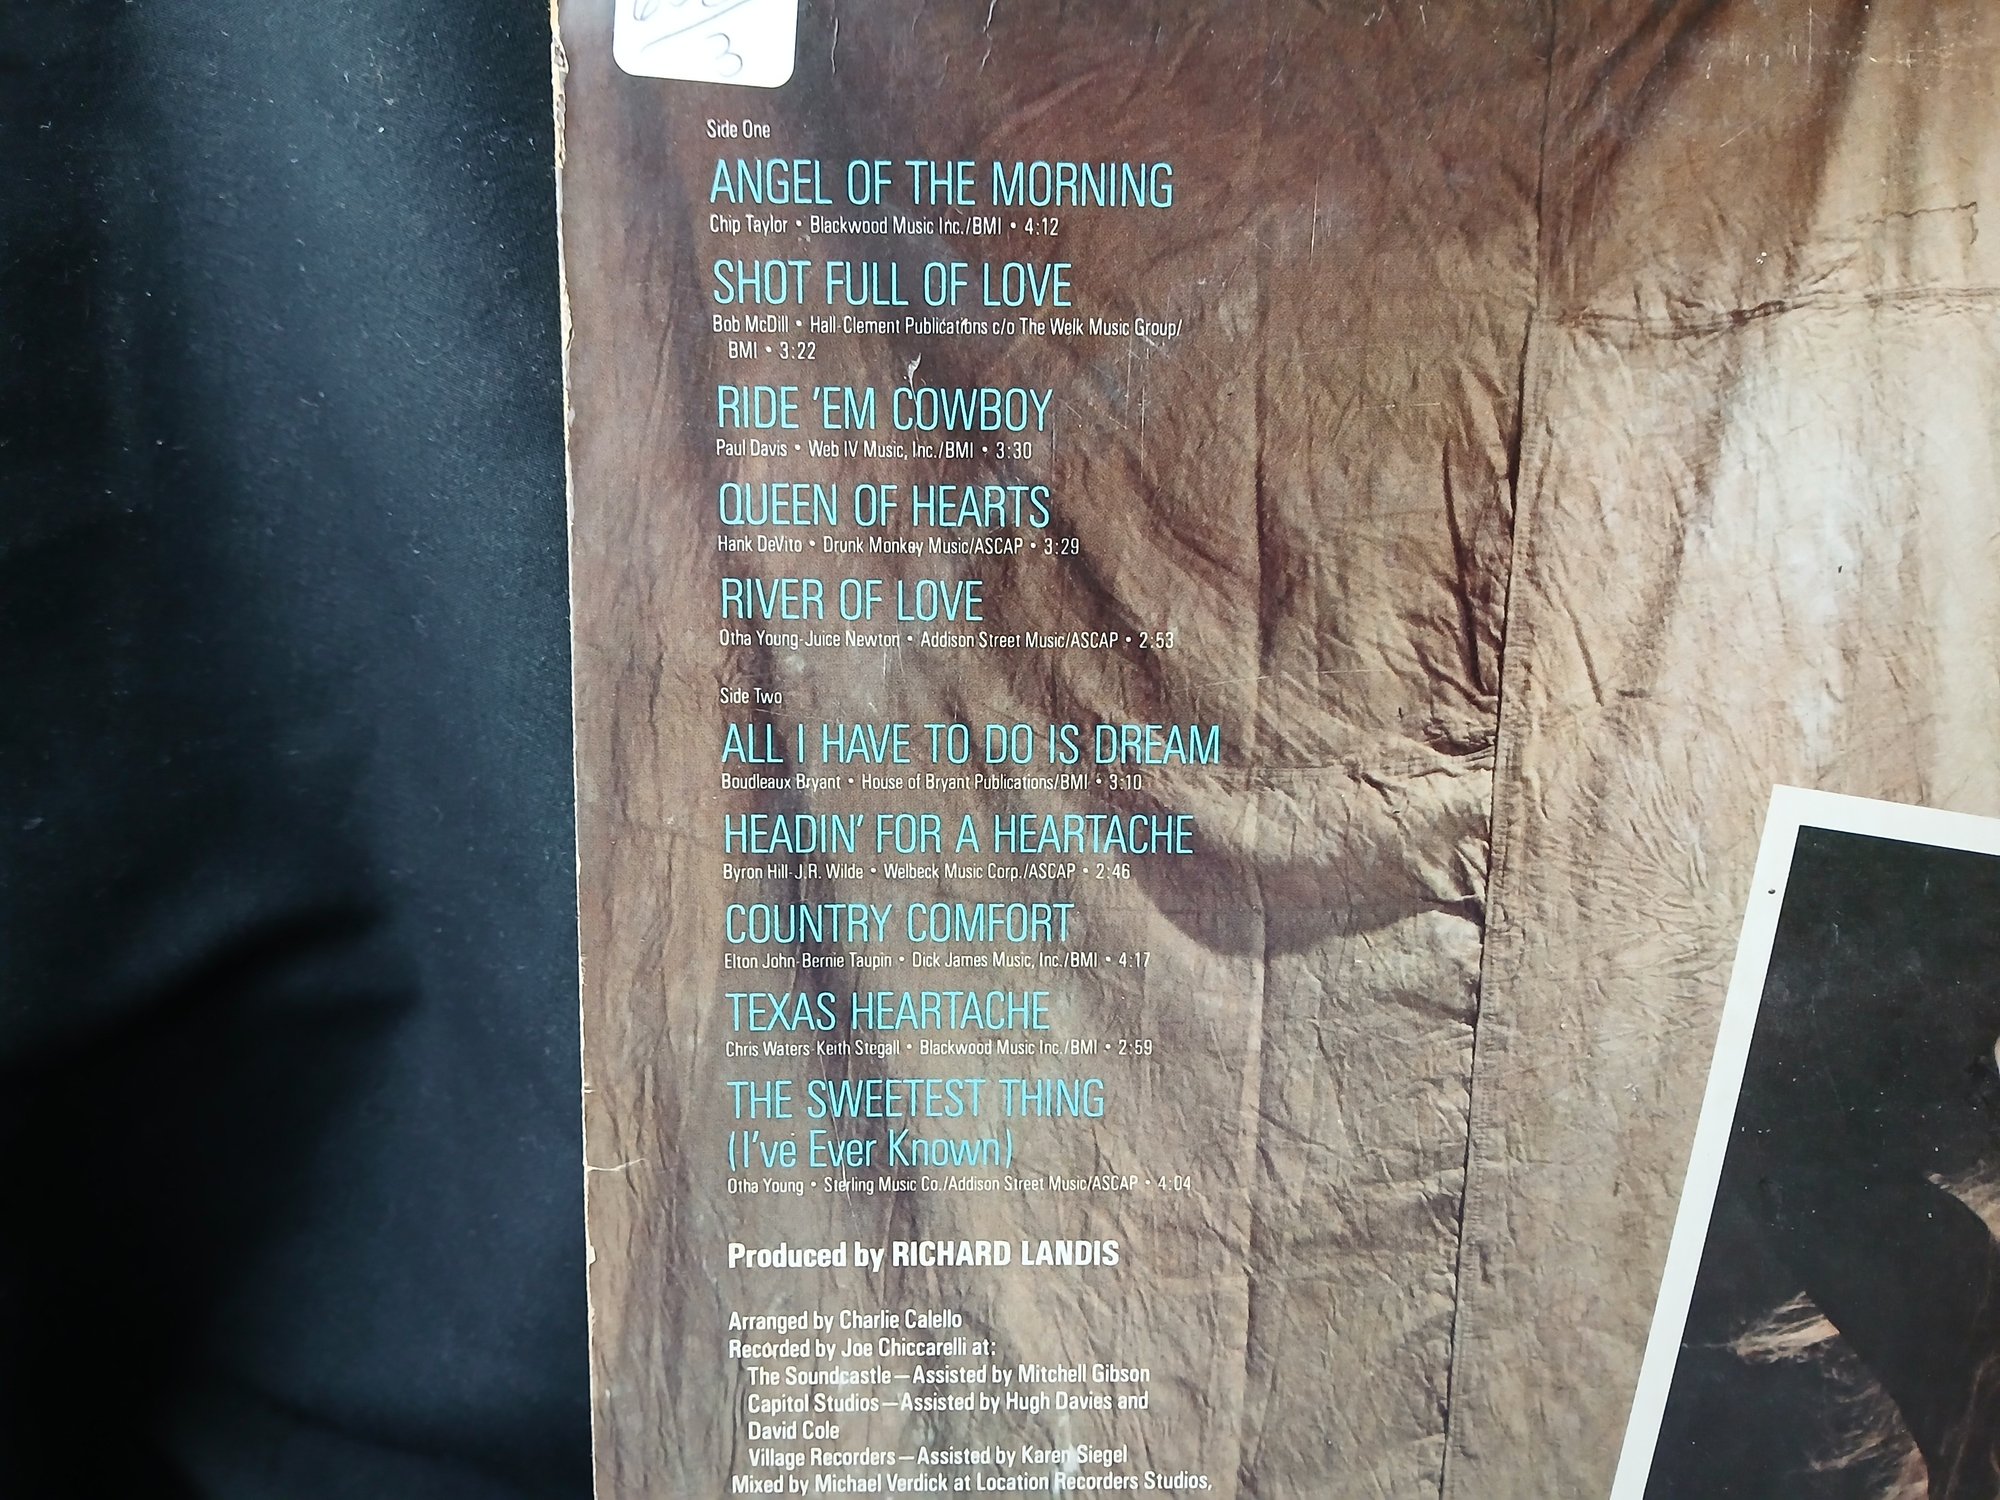 3
Side One
ANGEL OF THE MORNING
Chip Taylor • Blackwood Music Inc./BMI • 4:12
SHOT FULL OF LOVE
Bob McDill • Hall-Clement Publications c/o The Welk Music Group/
BMI • 3:22
RIDE 'EM COWBOY
Paul Davis • Web IV Music, Inc./BMI • 3:30
QUEEN OF HEARTS
Hank DeVito • Drunk Monkey Music/ASCAP • 3:29
RIVER OF LOVE
Otha Young-Juice Newton • Addison Street Music/ASCAP • 2:53
Side Two
ALL I HAVE TO DO IS DREAM
Boudleaux Bryant • House of Bryant Publications/BMI • 3:10
HEADIN' FOR A HEARTACHE
Byron Hill-J.R. Wilde • Welbeck Music Corp./ASCAP • 2:46
COUNTRY COMFORT
Elton John-Bernie Taupin • Dick James Music, Inc./BMI • 4:17
TEXAS HEARTACHE
Chris Waters-Keith Stegall • Blackwood Music Inc./BMI • 2:59
THE SWEETEST THING
(I've Ever Known)
Otha Young • Sterling Music Co./Addison Street Music/ASCAP • 4:04
Produced by RICHARD LANDIS
Arranged by Charlie Calello
Recorded by Joe Chiccarelli at:
The Soundcastle—Assisted by Mitchell Gibson
Capitol Studios—Assisted by Hugh Davies and
David Cole
Village Recorders—Assisted by Karen Siegel
Mixed by Michael Verdick at Location Recorders Studios,